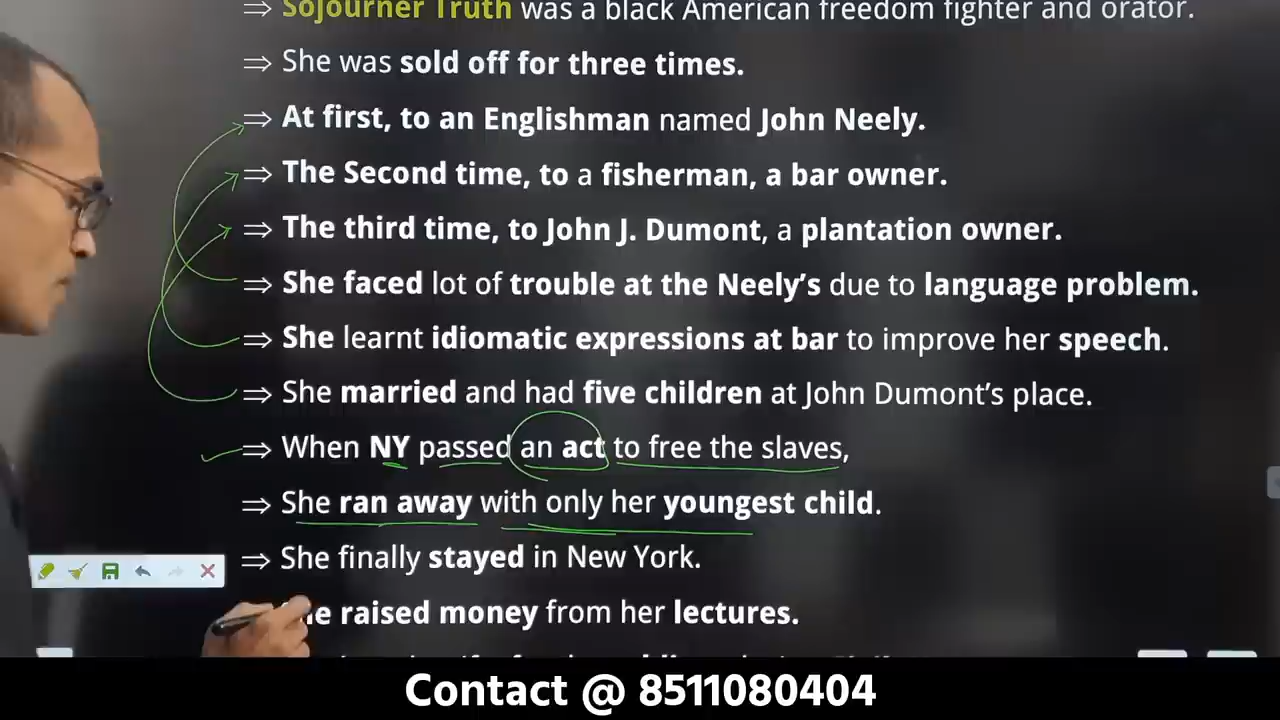 ⇒ Sojourner Truth was a black American freedom fighter and orator.
⇒ She was sold off for three times.
⇒ At first, to an Englishman named John Neely.
⇒ The Second time, to a fisherman, a bar owner.
⇒ The third time, to John J. Dumont, a plantation owner.
⇒ She faced lot of trouble at the Neely's due to language problem.
⇒ She learnt idiomatic expressions at bar to improve her speech.
⇒ She married and had five children at John Dumont's place.
⇒ When NY passed an act to free the slaves,
⇒ She ran away with only her youngest child.
⇒ She finally stayed in New York.
raised money from her lectures.
Contact @ 8511080404